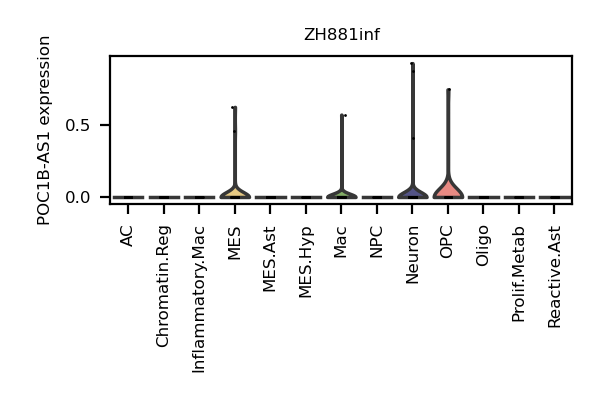 ZH881inf
POC1B-AS1 expression
0.5
0.0
AC
Chromatin.Reg
Inflammatory.Mac
MES
MES.Ast
MES.Hyp
Mac
NPC
Neuron
OPC
Oligo
Prolif.Metab
Reactive.Ast